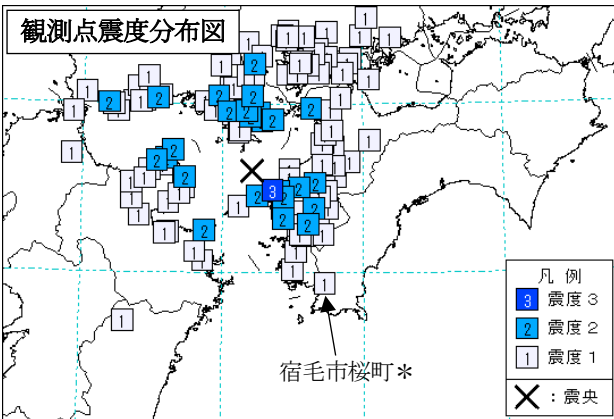 観測点震度分布図
凡 例
3 震度３
2 震度２
1 震度１
×：震央
宿毛市桜町＊